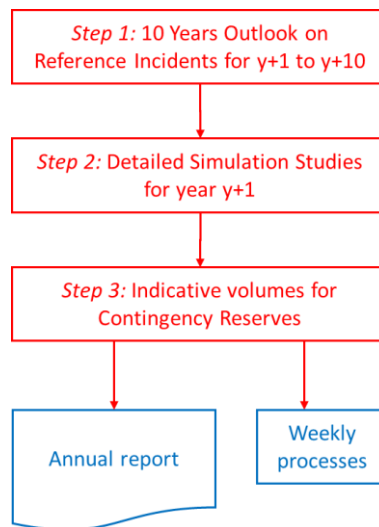 Step 1: 10 Years Outlook on
Reference Incidents for y+1 to y+10
Step 2: Detailed Simulation Studies
for year y+1
Step 3: Indicative volumes for
Contingency Reserves
Annual report
Weekly
processes